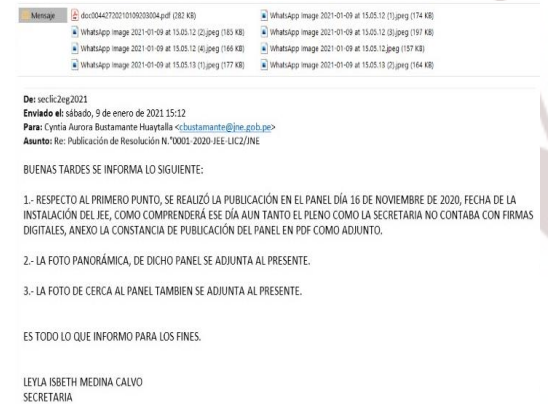 Mensaje doc00442720210109203004.pdf (282 KB) WhatsApp Image 2021-01-09 at 15.05.12 (1).jpeg (174 KB)
WhatsApp Image 2021-01-09 at 15.05.12 (2).jpeg (185 KB) WhatsApp Image 2021-01-09 at 15.05.12 (3).jpeg (197 KB)
WhatsApp Image 2021-01-09 at 15.05.12 (4).jpeg (166 KB) WhatsApp Image 2021-01-09 at 15.05.12.jpeg (157 KB)
WhatsApp Image 2021-01-09 at 15.05.13 (1).jpeg (177 KB) WhatsApp Image 2021-01-09 at 15.05.13 (2).jpeg (164 KB)
De: seclic2eg2021
Enviado el: sábado, 9 de enero de 2021 15:12
Para: Cyntia Aurora Bustamante Huaytalla <cbustamante@jne.gob.pe>
Asunto: Re: Publicación de Resolución N.°0001-2020-JEE-LIC2/JNE
BUENAS TARDES SE INFORMA LO SIGUIENTE:
1.- RESPECTO AL PRIMERO PUNTO, SE REALIZÓ LA PUBLICACIÓN EN EL PANEL DÍA 16 DE NOVIEMBRE DE 2020, FECHA DE LA
INSTALACIÓN DEL JEE, COMO COMPRENDERÁ ESE DÍA AUN TANTO EL PLENO COMO LA SECRETARIA NO CONTABA CON FIRMAS
DIGITALES, ANEXO LA CONSTANCIA DE PUBLICACIÓN DEL PANEL EN PDF COMO ADJUNTO.
2.- LA FOTO PANORÁMICA, DE DICHO PANEL SE ADJUNTA AL PRESENTE.
3.- LA FOTO DE CERCA AL PANEL TAMBIEN SE ADJUNTA AL PRESENTE.
ES TODO LO QUE INFORMO PARA LOS FINES.
LEYLA ISBETH MEDINA CALVO
SECRETARIA